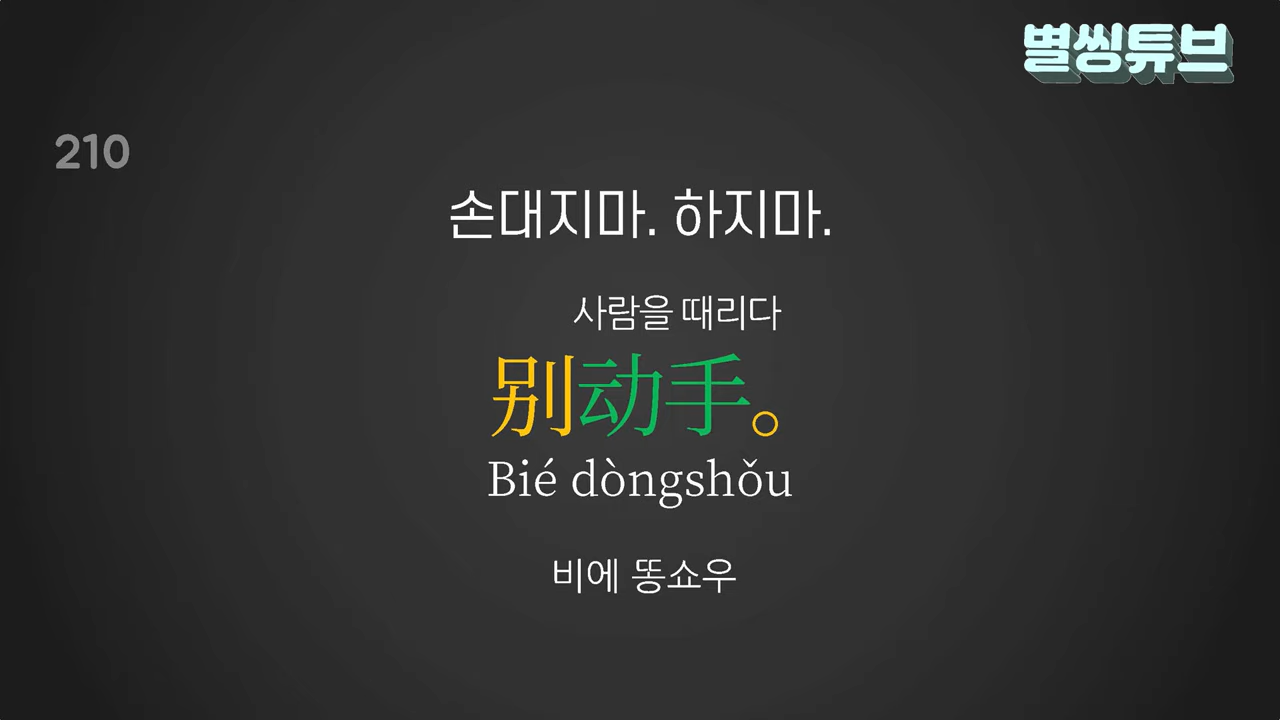 별씽튜브
210
손대지마. 하지마.
사람을 때리다
别动手。
Bié dòngshǒu
비에 똥쇼우